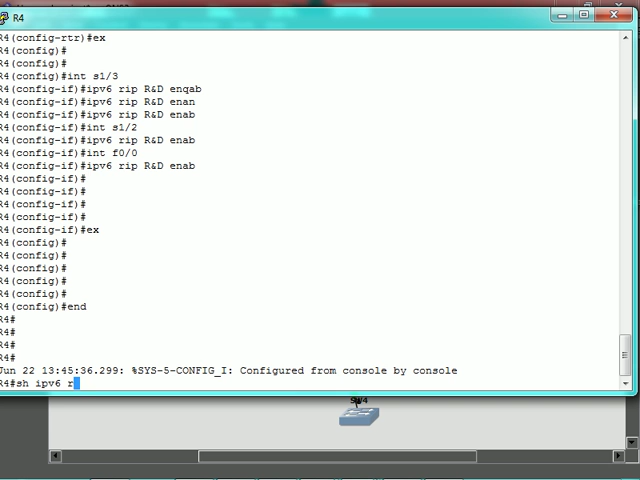 R4
R4(config-rtr)#ex
R4(config)#
R4(config)#
R4(config)#int s1/3
R4(config-if)#ipv6 rip R&D enqab
R4(config-if)#ipv6 rip R&D enan
R4(config-if)#ipv6 rip R&D enab
R4(config-if)#int s1/2
R4(config-if)#ipv6 rip R&D enab
R4(config-if)#int f0/0
R4(config-if)#ipv6 rip R&D enab
R4(config-if)#
R4(config-if)#
R4(config-if)#
R4(config-if)#
R4(config-if)#ex
R4(config)#
R4(config)#
R4(config)#
R4(config)#
R4(config)#
R4(config)#end
R4#
R4#
R4#
R4#
Jun 22 13:45:36.299: %SYS-5-CONFIG_I: Configured from console by console
R4#sh ipv6 r
SW4